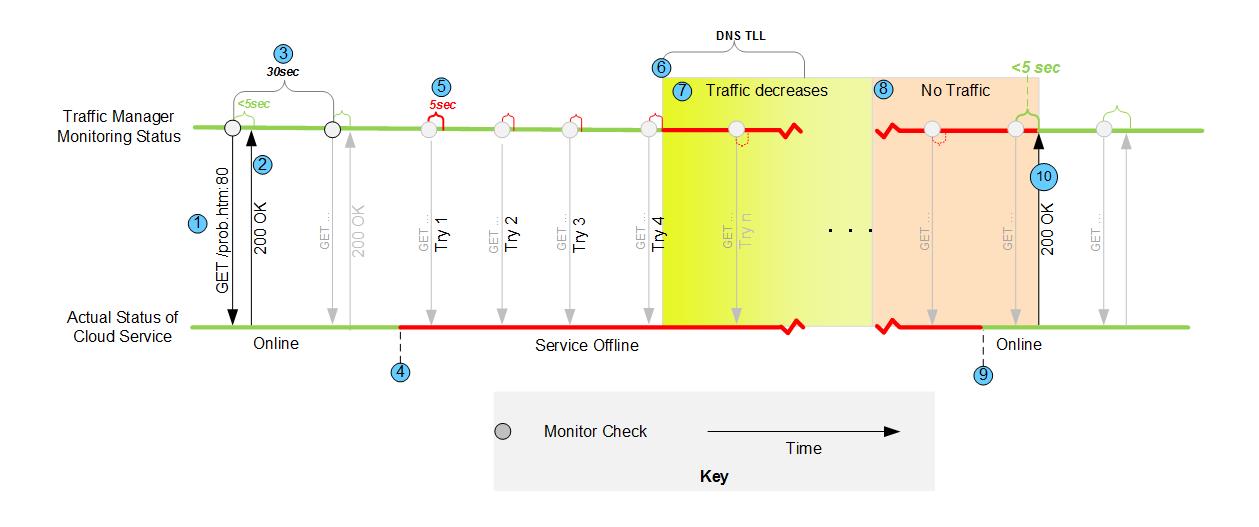 DNS TLL
3
30sec
6
<5 sec
5
7
Traffic decreases
8
No Traffic
<5sec
5sec
Traffic Manager
Monitoring Status
2
10
1
GET /prob.htm:80
200 OK
GET ...
200 OK
GET ...
Try 1
GET ...
Try 2
GET ...
Try 3
GET ...
Try 4
GET ...
Try n
. . .
GET ...
GET ...
200 OK
GET ...
Actual Status of
Cloud Service
Online
Service Offline
Online
4
9
Monitor Check
Time
Key